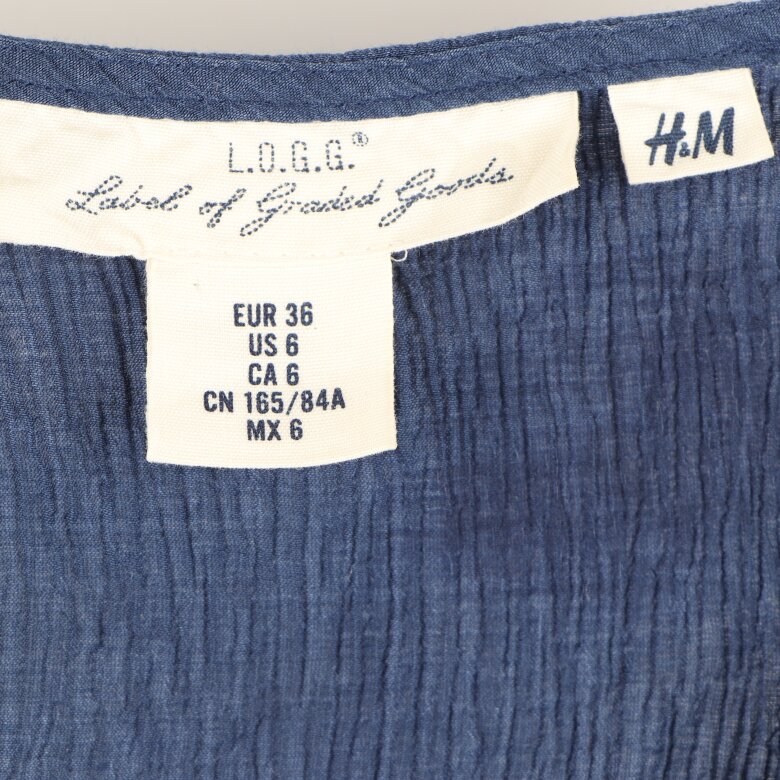 L.O.G.G.®
Label of Graded Goods
H&M
EUR 36
US 6
CA 6
CN 165/84A
MX 6